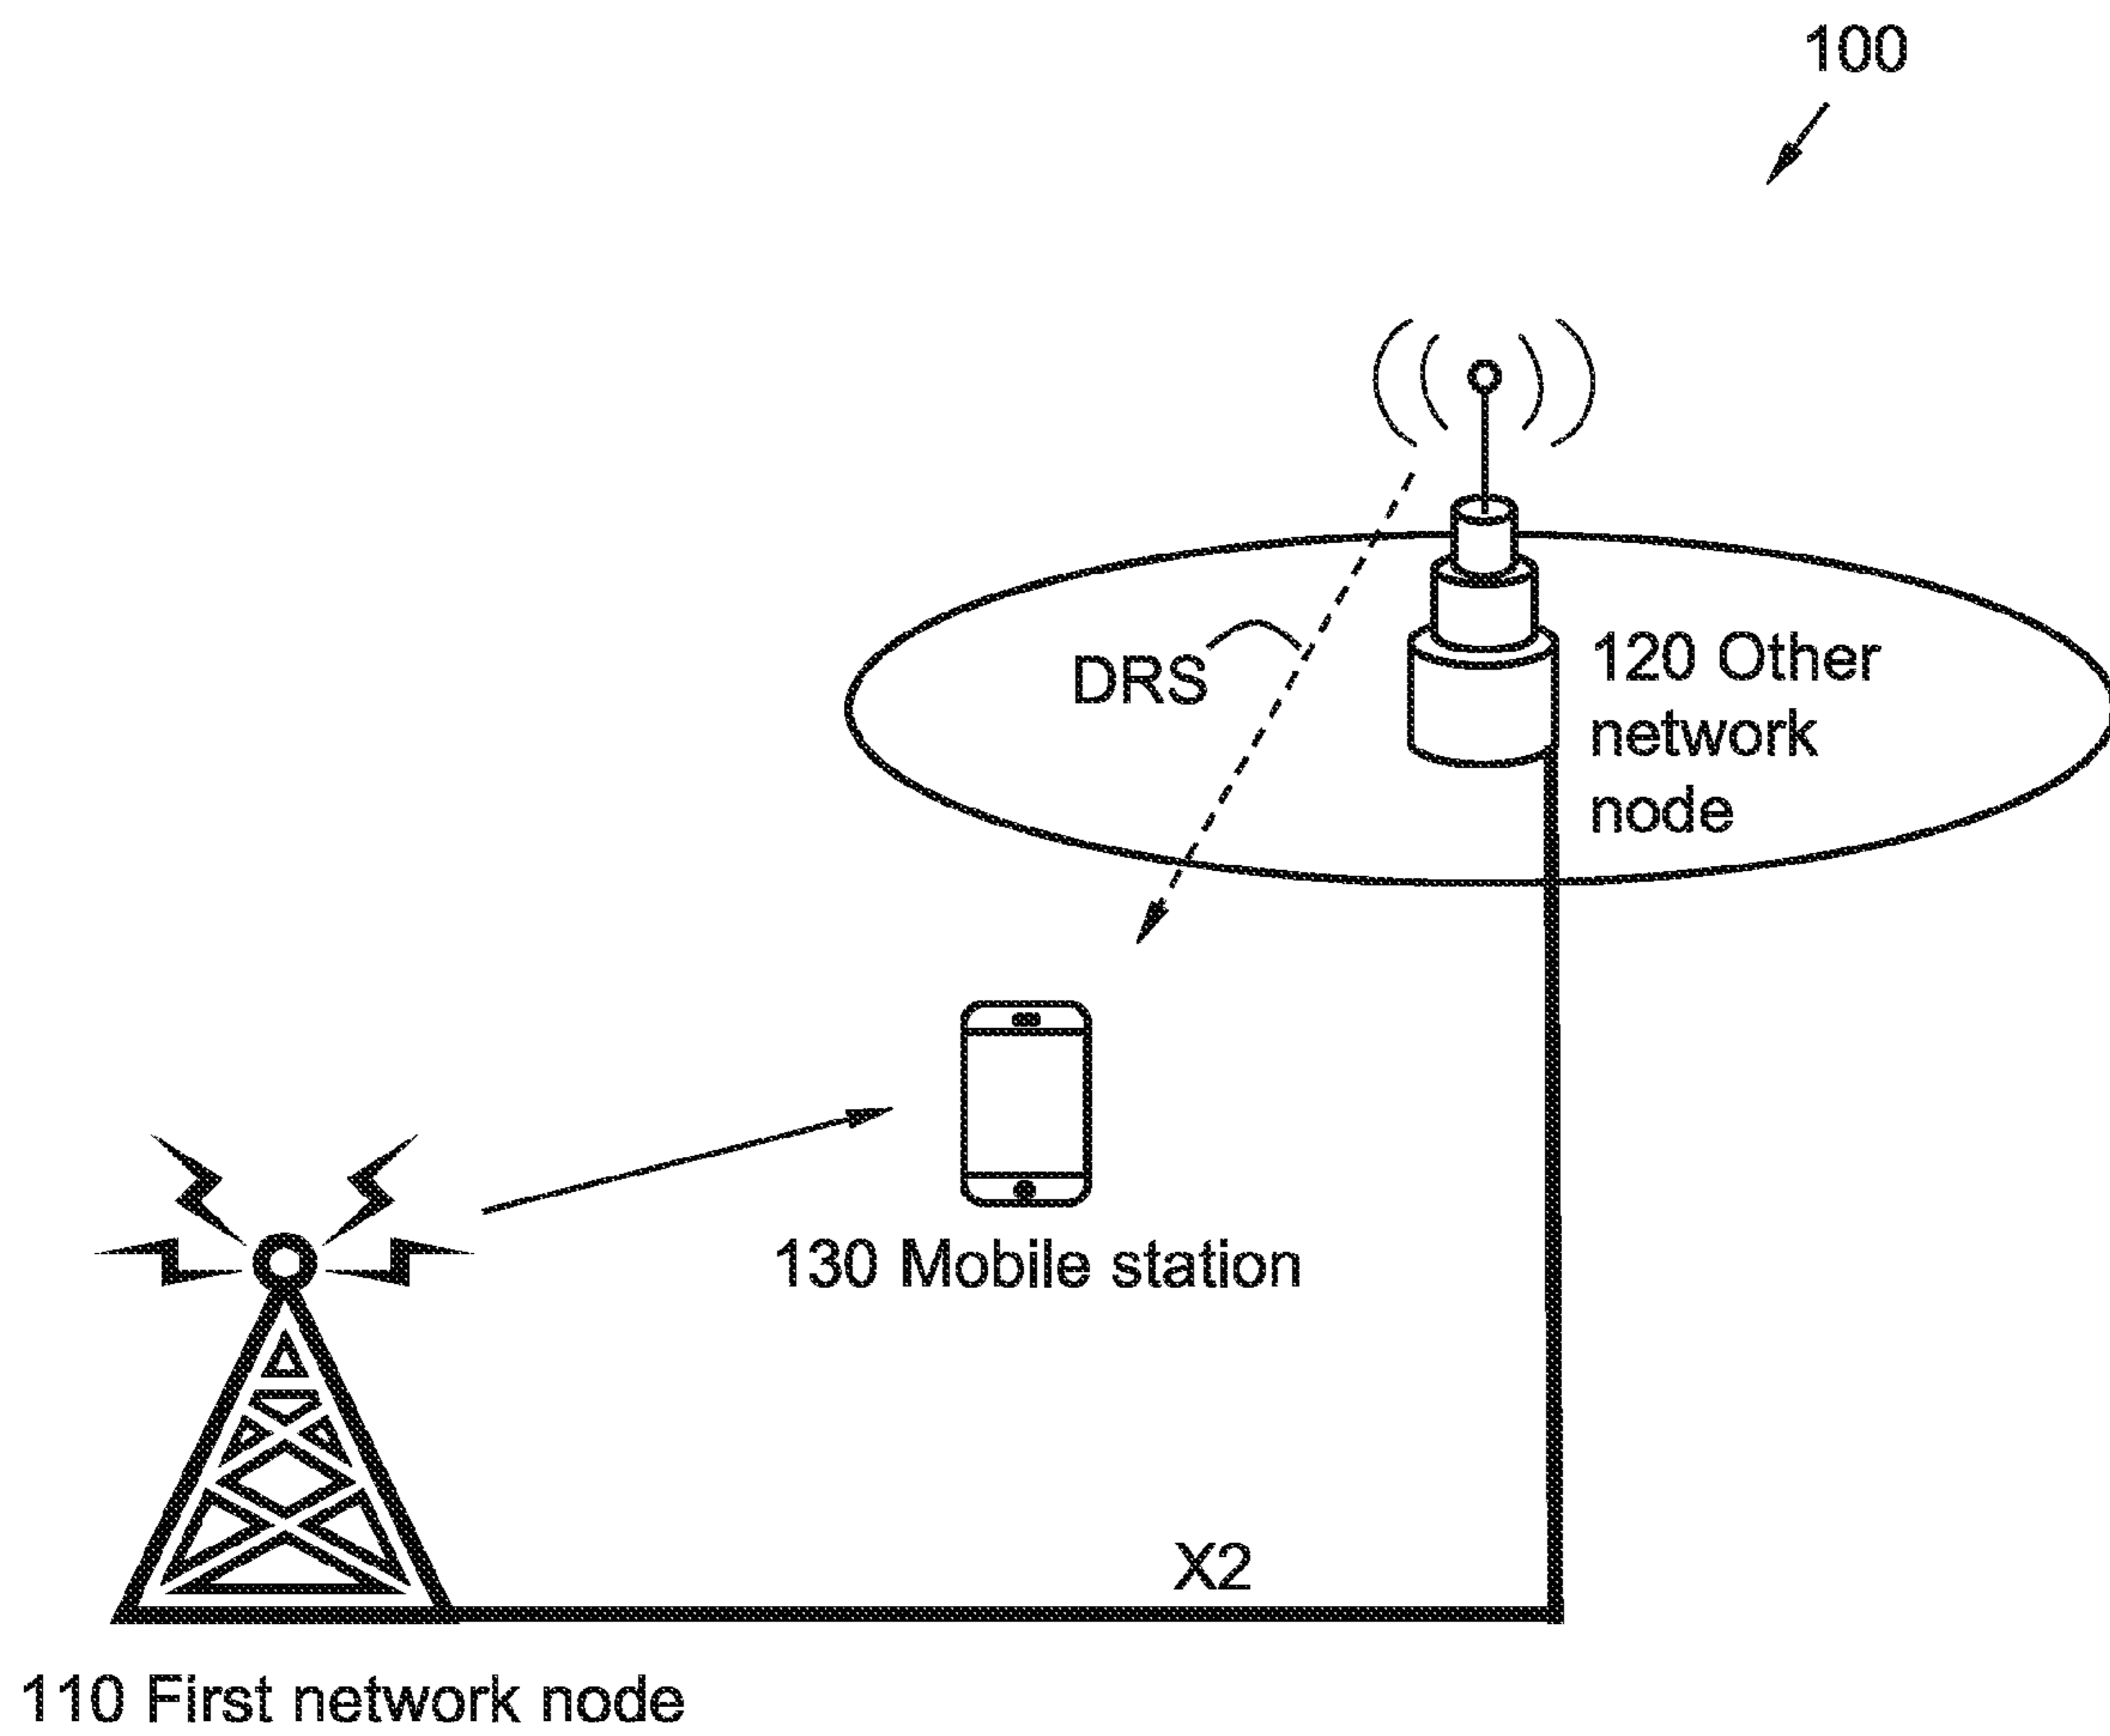 100
DRS
120 Other
network
node
130 Mobile station
X2
110 First network node